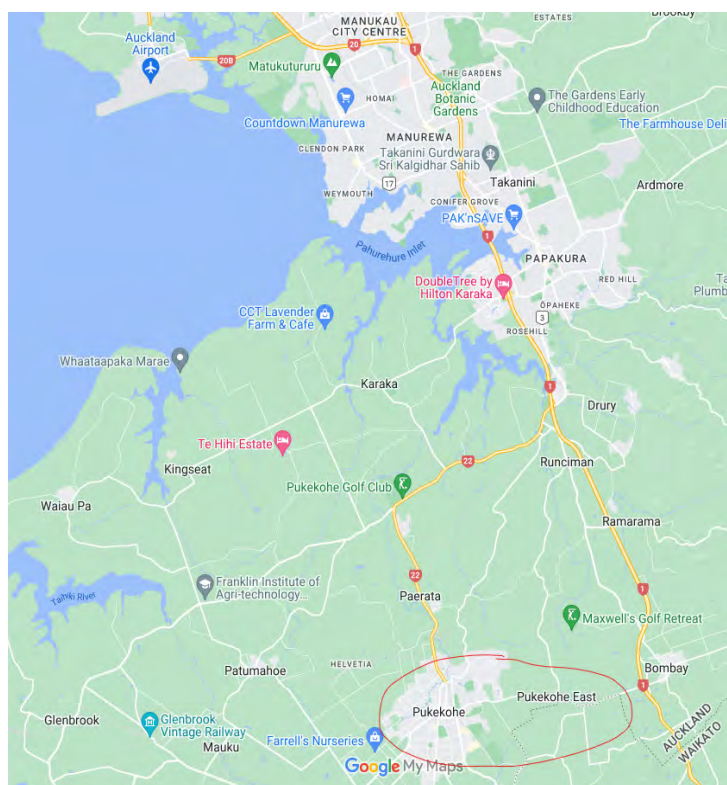 ESTATES
Brookby
MANUKAU
CITY CENTRE
Auckland
Airport
20B
20
1
Matukutururu
THE GARDENS
Auckland
Botanic
Gardens
The Gardens Early
Childhood Education
HOMAI
Countdown Manurewa
The Farmhouse Deli
MANUREWA
CLENDON PARK
Takanini Gurdwara
Sri Kalgidhar Sahib
17
Takanini
Ardmore
WEYMOUTH
CONIFER GROVE
PAK'nSAVE
1
Pahurehure Inlet
PAPAKURA
DoubleTree by
Hilton Karaka
RED HILL
Ta
Plumb
ŌPAHEKE
3
ROSEHILL
CCT Lavender
Farm & Cafe
Whaataapaka Marae
Karaka
1
Drury
Te Hihi Estate
Kingseat
22
Runciman
Pukekohe Golf Club
Waiau Pa
Ramarama
22
1
Franklin Institute of
Agri-technology...
Taihiki River
Paerata
Maxwell's Golf Retreat
Patumahoe
HELVETIA
Bombay
1
Pukekohe East
Glenbrook
Glenbrook
Vintage Railway
Mauku
Pukekohe
Farrell's Nurseries
AUCKLAND
WAIKATO
Google My Maps